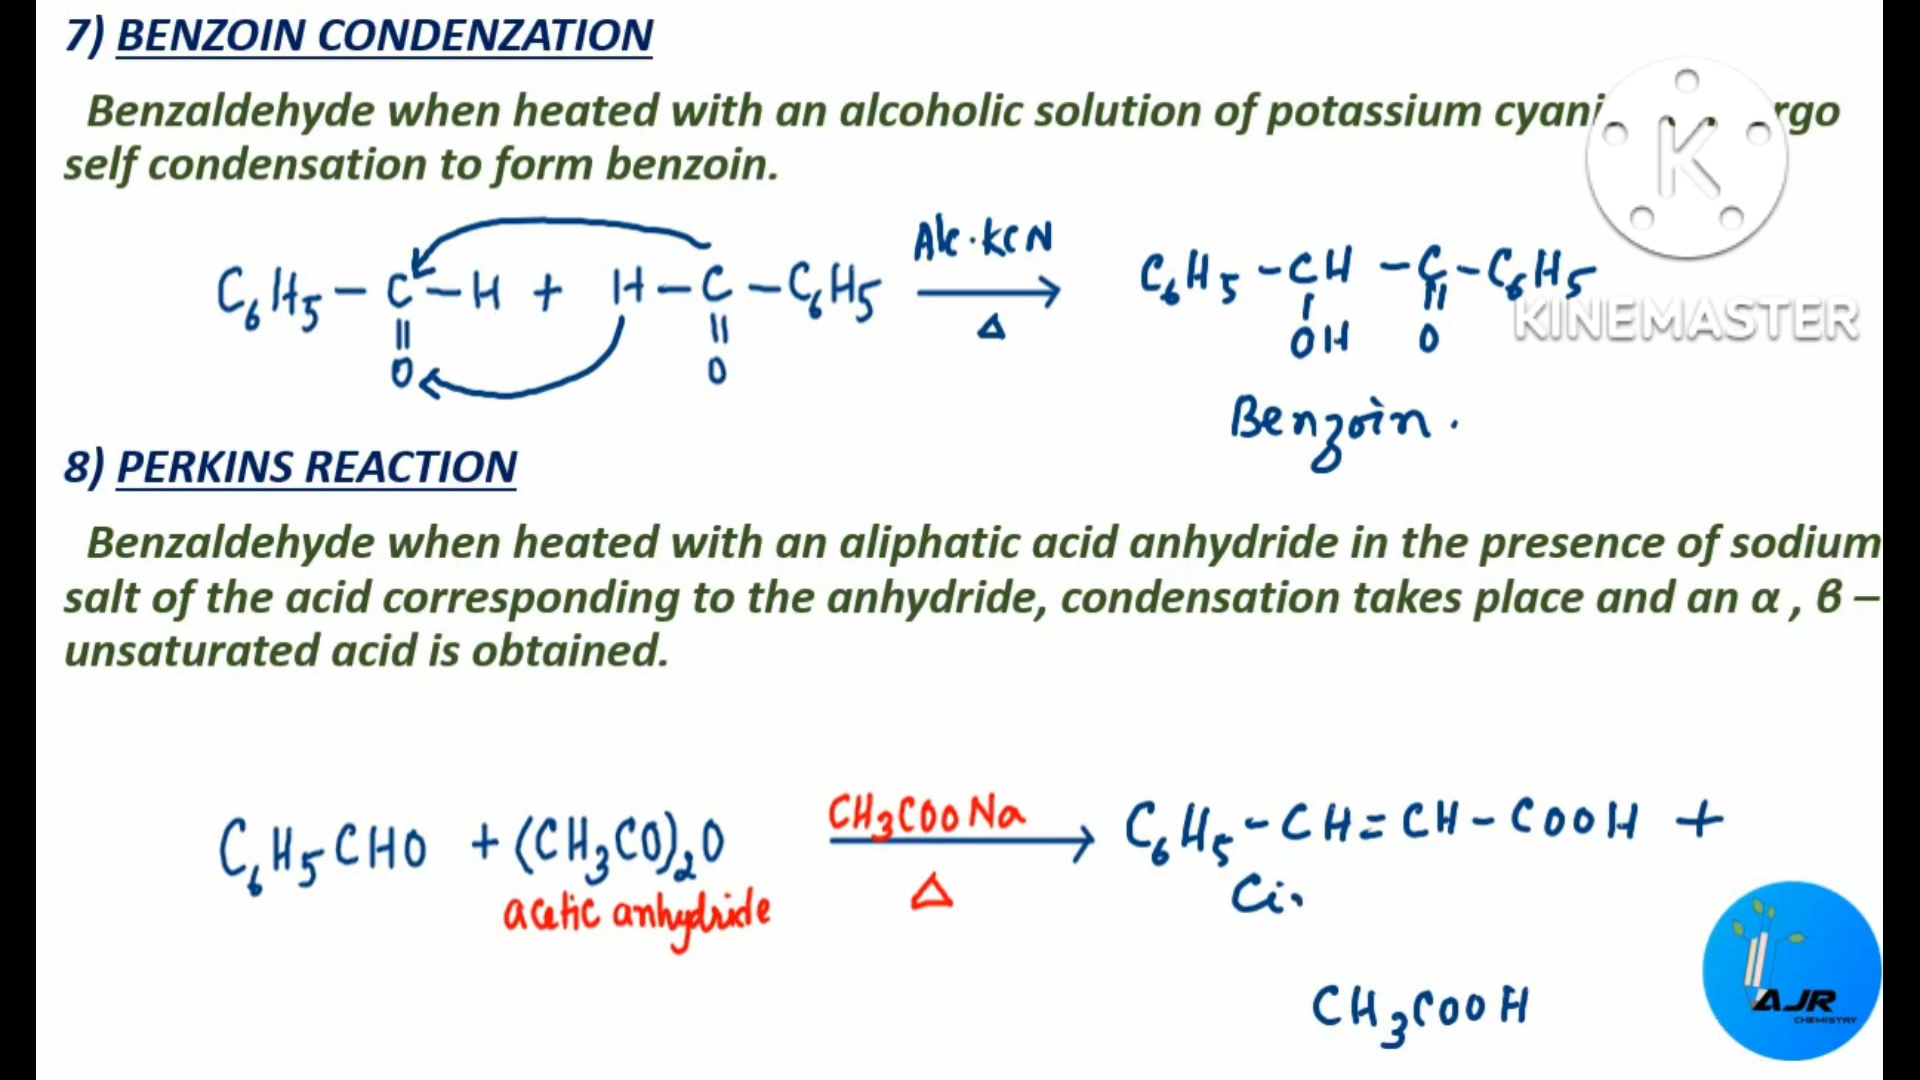 7) BENZOIN CONDENZATION
Benzaldehyde when heated with an alcoholic solution of potassium
self condensation to form benzoin.
C₆H₅ – C – H + H – C – C₆H₅
|| ||
O O
Alc. KCN
Δ
C₆H₅ – CH – C – C₆H₅
| ||
OH O
Benzoin.
K
KINEMASTER
8) PERKINS REACTION
Benzaldehyde when heated with an aliphatic acid anhydride in the presence of sodium
salt of the acid corresponding to the anhydride, condensation takes place and an α , β –
unsaturated acid is obtained.
C₆H₅CHO + (CH₃CO)₂O
acetic anhydride
CH₃COONa
Δ
C₆H₅ – CH = CH – COOH +
Ci
CH₃COOH
AJR
CHEMISTRY